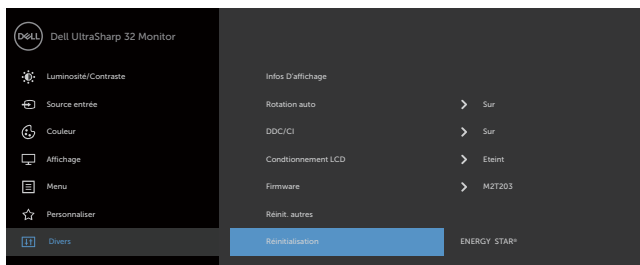 DELL Dell UltraSharp 32 Monitor
Luminosité/Contraste Infos D'affichage
Source entrée Rotation auto Sur
Couleur DDC/CI Sur
Affichage Condtionnement LCD Eteint
Menu Firmware M2T203
Personnaliser Réinit. autres
Divers Réinitialisation ENERGY STAR®